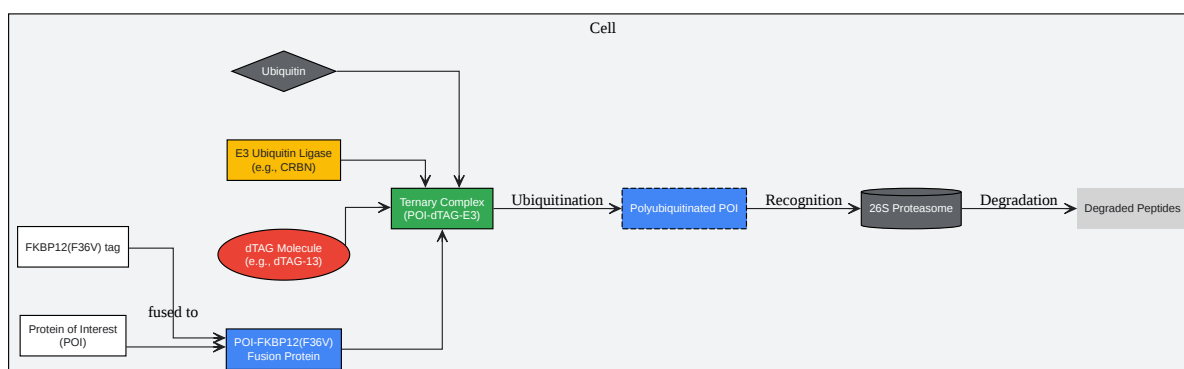 Cell
Ubiquitin
E3 Ubiquitin Ligase
(e.g., CRBN)
Ternary Complex
(POI-dTAG-E3)
Ubiquitination
Polyubiquitinated POI
Recognition
26S Proteasome
Degradation
Degraded Peptides
dTAG Molecule
(e.g., dTAG-13)
FKBP12(F36V) tag
fused to
Protein of Interest
(POI)
POI-FKBP12(F36V)
Fusion Protein